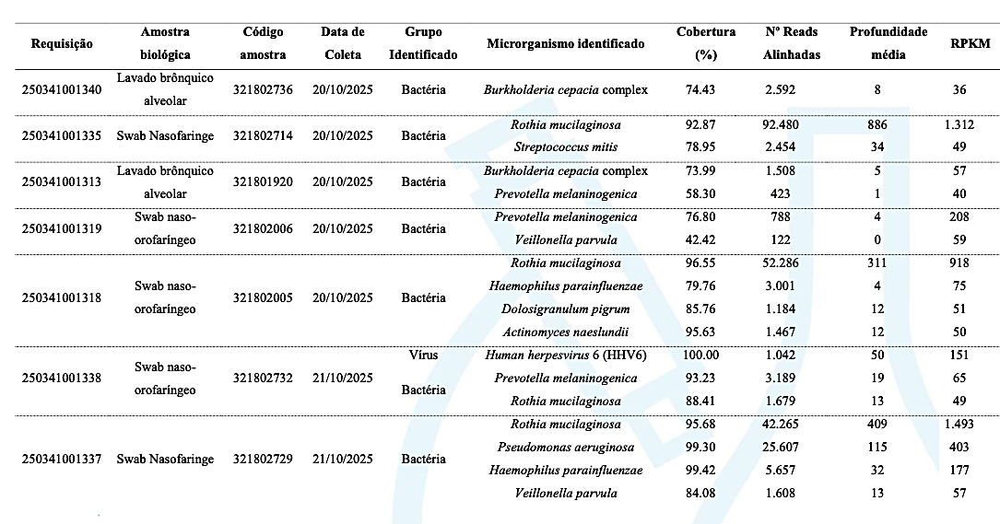 Requisição Amostra biológica Código amostra Data de Coleta Grupo Identificado Microrganismo identificado Cobertura (%) Nº Reads Alinhadas Profundidade média RPKM
250341001340 Lavado brônquico alveolar 321802736 20/10/2025 Bactéria Burkholderia cepacia complex 74.43 2.592 8 36
250341001335 Swab Nasofaringe 321802714 20/10/2025 Bactéria Rothia mucilaginosa 92.87 92.480 886 1.312
Streptococcus mitis 78.95 2.454 34 49
250341001313 Lavado brônquico alveolar 321801920 20/10/2025 Bactéria Burkholderia cepacia complex 73.99 1.508 5 57
Prevotella melaninogenica 58.30 423 1 40
250341001319 Swab naso-orofaríngeo 321802006 20/10/2025 Bactéria Prevotella melaninogenica 76.80 788 4 208
Veillonella parvula 42.42 122 0 59
250341001318 Swab naso-orofaríngeo 321802005 20/10/2025 Bactéria Rothia mucilaginosa 96.55 52.286 311 918
Haemophilus parainfluenzae 79.76 3.001 4 75
Dolosigranulum pigrum 85.76 1.184 12 51
Actinomyces naeslundii 95.63 1.467 12 50
250341001338 Swab naso-orofaríngeo 321802732 21/10/2025 Vírus Human herpesvirus 6 (HHV6) 100.00 1.042 50 151
Bactéria Prevotella melaninogenica 93.23 3.189 19 65
Rothia mucilaginosa 88.41 1.679 13 49
250341001337 Swab Nasofaringe 321802729 21/10/2025 Bactéria Rothia mucilaginosa 95.68 42.265 409 1.493
Pseudomonas aeruginosa 99.30 25.607 115 403
Haemophilus parainfluenzae 99.42 5.657 32 177
Veillonella parvula 84.08 1.608 13 57